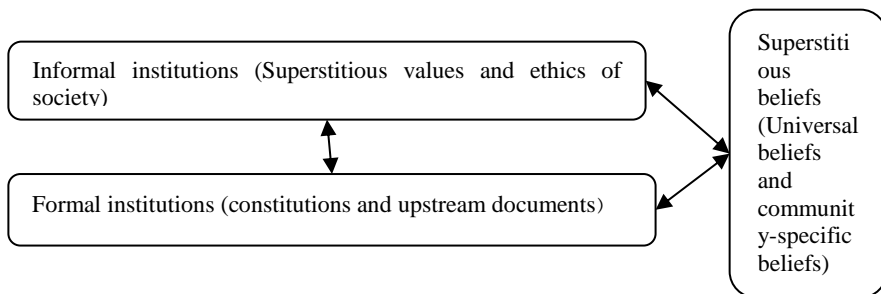 Informal institutions (Superstitious values and ethics of
society)
Formal institutions (constitutions and upstream documents)
Superstiti
ous
beliefs
(Universal
beliefs
and
communit
y-specific
beliefs)